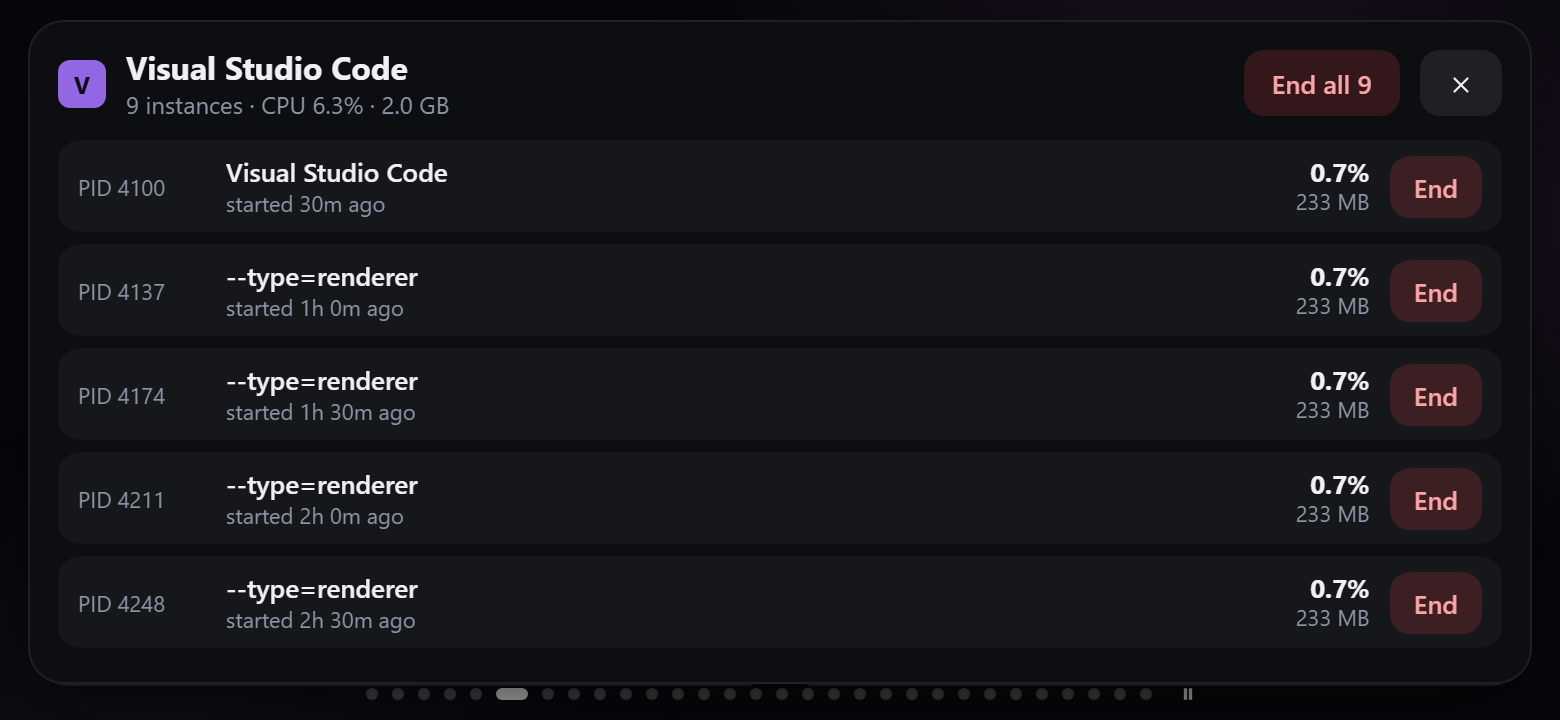 V
Visual Studio Code
9 instances · CPU 6.3% · 2.0 GB
End all 9
×
PID 4100
Visual Studio Code
started 30m ago
0.7%
233 MB
End
PID 4137
--type=renderer
started 1h 0m ago
0.7%
233 MB
End
PID 4174
--type=renderer
started 1h 30m ago
0.7%
233 MB
End
PID 4211
--type=renderer
started 2h 0m ago
0.7%
233 MB
End
PID 4248
--type=renderer
started 2h 30m ago
0.7%
233 MB
End